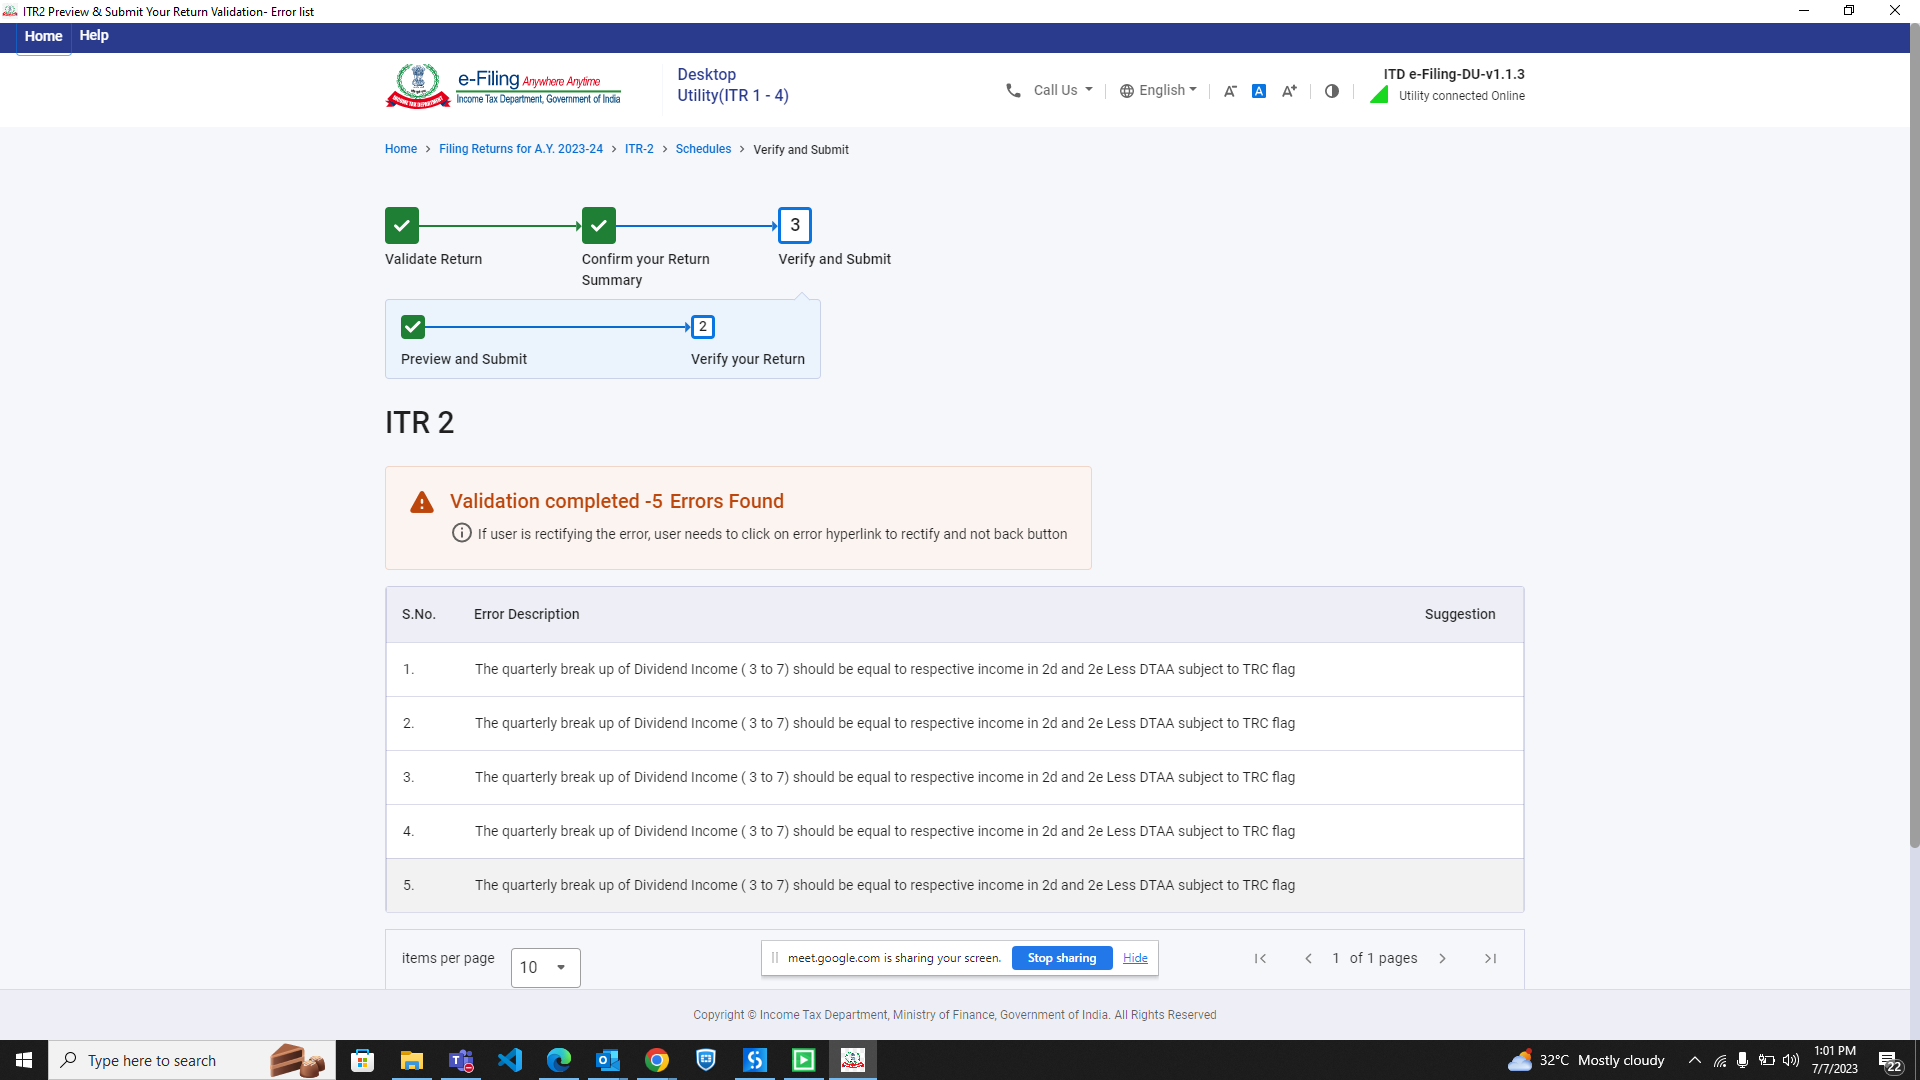 ITR2 Preview & Submit Your Return Validation- Error list
Home Help
e-Filing Anywhere Anytime
Income Tax Department, Government of India
Desktop
Utility(ITR 1 - 4)
Call Us
English
A- A A+
ITD e-Filing-DU-v1.1.3
Utility connected Online
Home > Filing Returns for A.Y. 2023-24 > ITR-2 > Schedules > Verify and Submit
3
Validate Return
Confirm your Return
Summary
Verify and Submit
2
Preview and Submit
Verify your Return
ITR 2
Validation completed -5 Errors Found
If user is rectifying the error, user needs to click on error hyperlink to rectify and not back button
S.No. Error Description Suggestion
1. The quarterly break up of Dividend Income ( 3 to 7) should be equal to respective income in 2d and 2e Less DTAA subject to TRC flag
2. The quarterly break up of Dividend Income ( 3 to 7) should be equal to respective income in 2d and 2e Less DTAA subject to TRC flag
3. The quarterly break up of Dividend Income ( 3 to 7) should be equal to respective income in 2d and 2e Less DTAA subject to TRC flag
4. The quarterly break up of Dividend Income ( 3 to 7) should be equal to respective income in 2d and 2e Less DTAA subject to TRC flag
5. The quarterly break up of Dividend Income ( 3 to 7) should be equal to respective income in 2d and 2e Less DTAA subject to TRC flag
items per page 10
meet.google.com is sharing your screen. Stop sharing Hide
1 of 1 pages
Copyright © Income Tax Department, Ministry of Finance, Government of India. All Rights Reserved
Type here to search
32°C Mostly cloudy
1:01 PM
7/7/2023
22